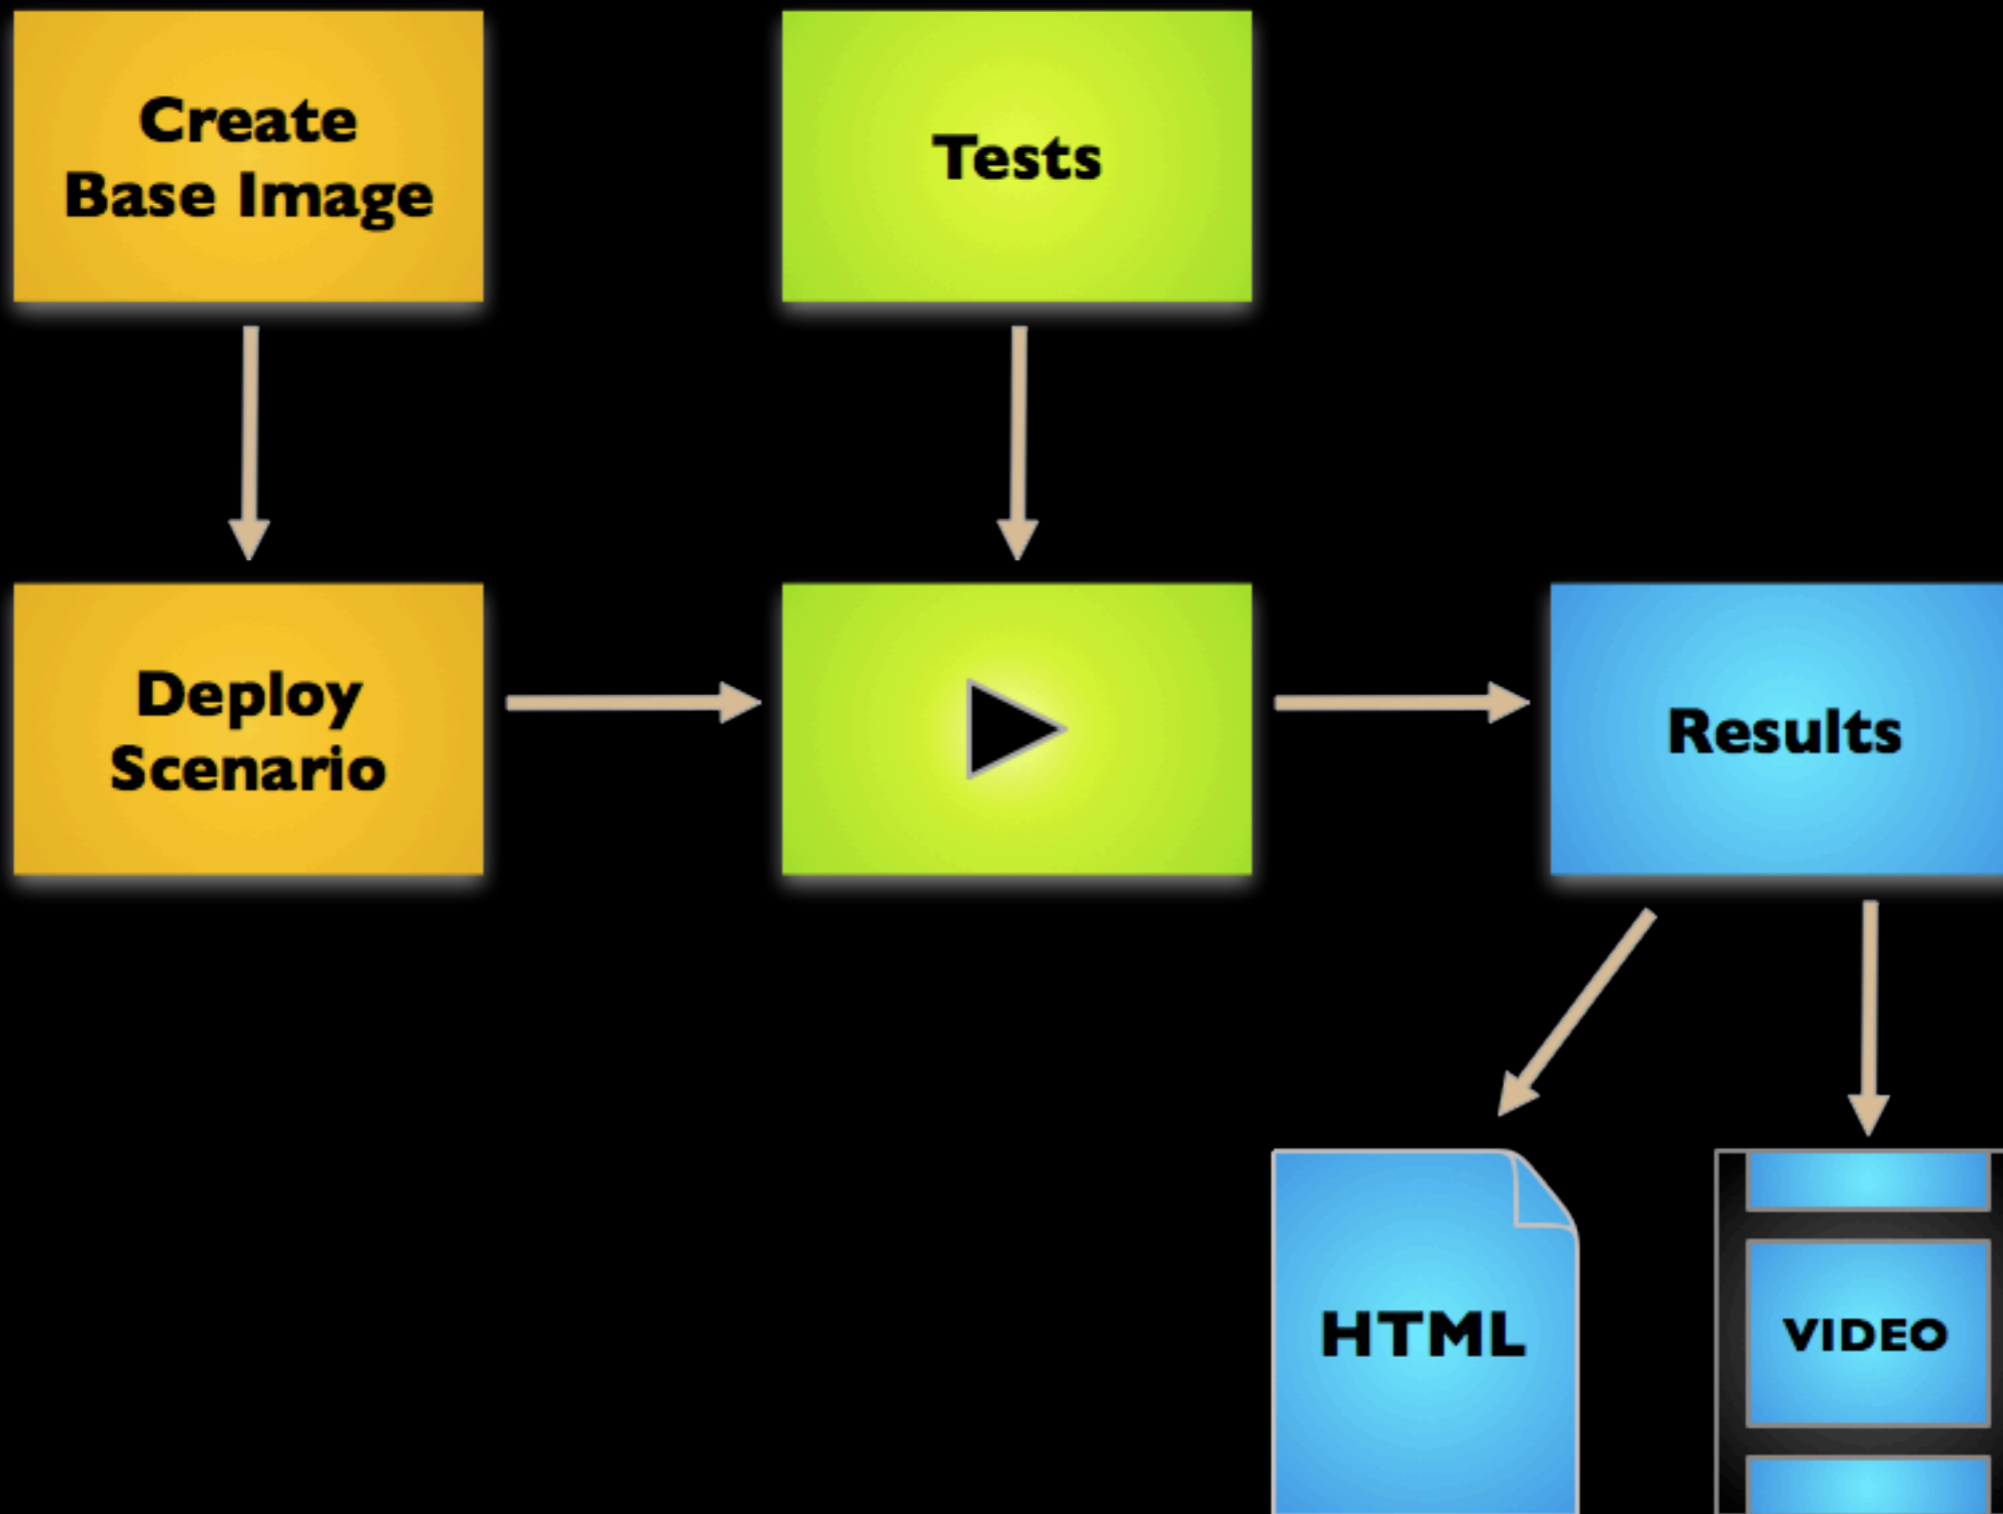 Create
Base Image
Tests
Deploy
Scenario
Results
HTML
VIDEO